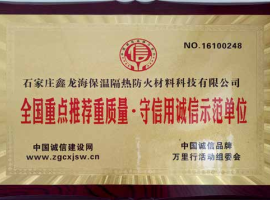 信
NO.16100248
石家庄鑫龙海保温隔热防火材料科技有限公司
全国重点推荐重质量·守信用诚信示范单位
中国诚信建设网
www.zgcxjsw.cn
中国诚信品牌
万里行活动组委会